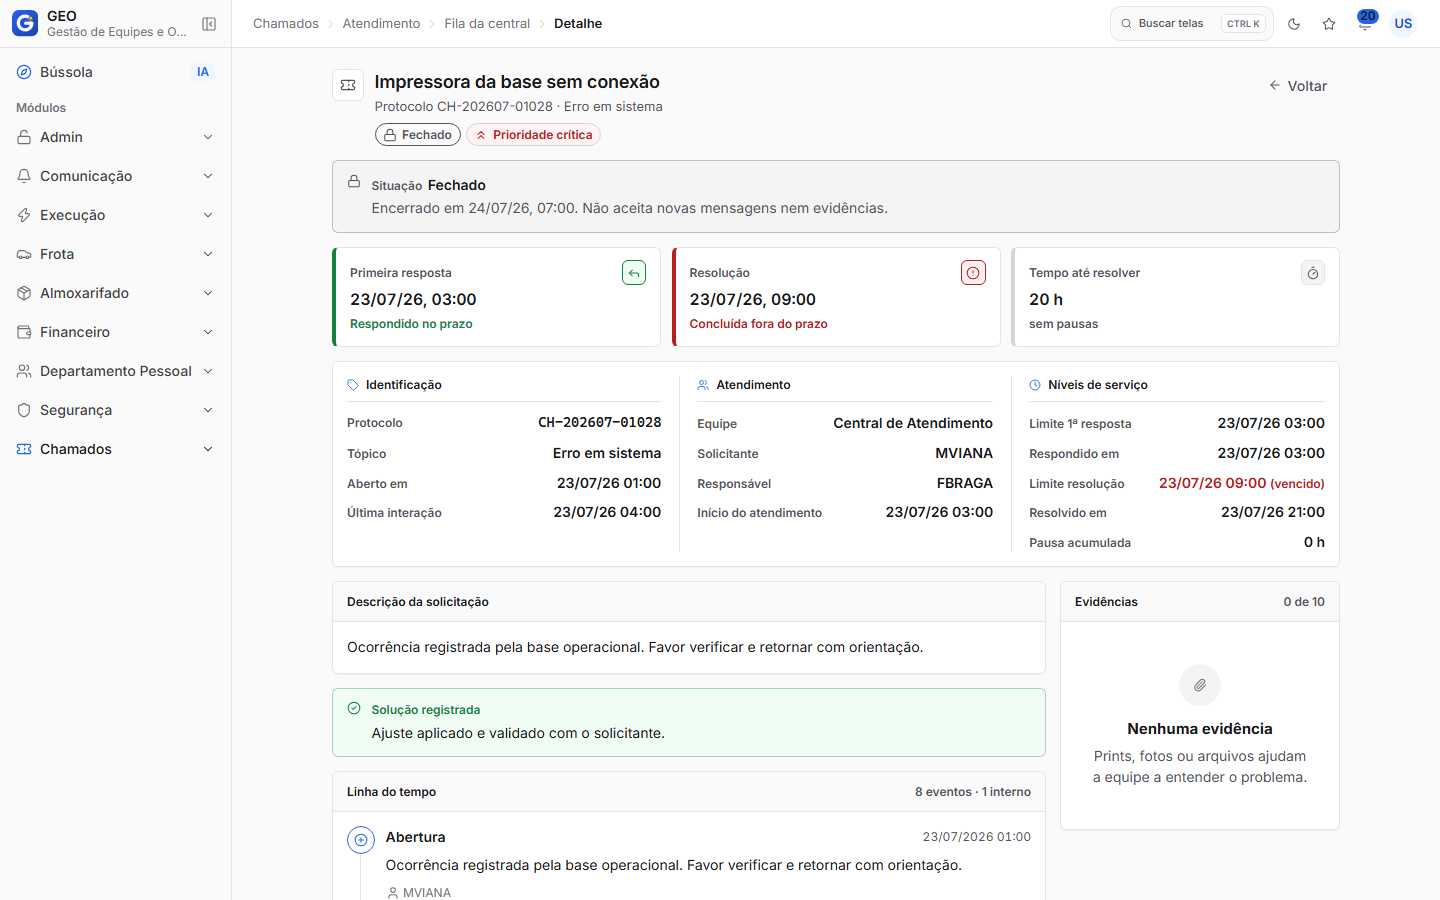 GEO
Gestão de Equipes e O...
Chamados
Atendimento
Fila da central
Detalhe
Buscar telas
CTRL K
20
US
Bússola
IA
Módulos
Admin
Comunicação
Execução
Frota
Almoxarifado
Financeiro
Departamento Pessoal
Segurança
Chamados
Impressora da base sem conexão
Protocolo CH-202607-01028 · Erro em sistema
Fechado
Prioridade crítica
Voltar
Situação Fechado
Encerrado em 24/07/26, 07:00. Não aceita novas mensagens nem evidências.
Primeira resposta
23/07/26, 03:00
Respondido no prazo
Resolução
23/07/26, 09:00
Concluída fora do prazo
Tempo até resolver
20 h
sem pausas
Identificação
Protocolo CH-202607-01028
Tópico Erro em sistema
Aberto em 23/07/26 01:00
Última interação 23/07/26 04:00
Atendimento
Equipe Central de Atendimento
Solicitante MVIANA
Responsável FBRAGA
Início do atendimento 23/07/26 03:00
Níveis de serviço
Limite 1ª resposta 23/07/26 03:00
Respondido em 23/07/26 03:00
Limite resolução 23/07/26 09:00 (vencido)
Resolvido em 23/07/26 21:00
Pausa acumulada 0 h
Descrição da solicitação
Ocorrência registrada pela base operacional. Favor verificar e retornar com orientação.
Solução registrada
Ajuste aplicado e validado com o solicitante.
Linha do tempo
8 eventos · 1 interno
Abertura
23/07/2026 01:00
Ocorrência registrada pela base operacional. Favor verificar e retornar com orientação.
MVIANA
Evidências
0 de 10
Nenhuma evidência
Prints, fotos ou arquivos ajudam
a equipe a entender o problema.